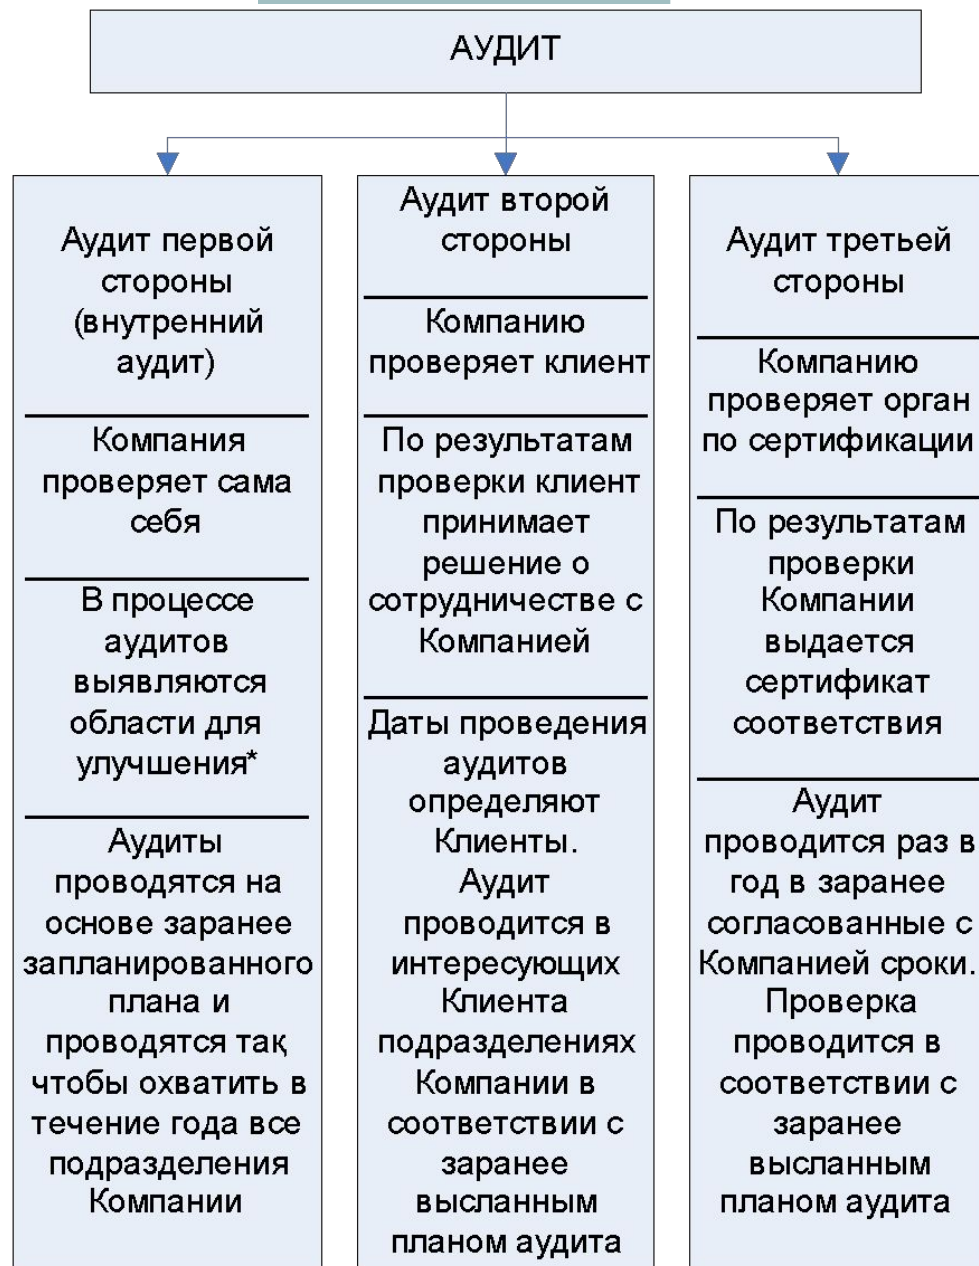 АУДИТ
Аудит первой
стороны
(внутренний
аудит)
Компания
проверяет сама
себя
В процессе
аудитов
выявляются
области для
улучшения*
Аудиты
проводятся на
основе заранее
запланированного
плана и
проводятся так,
чтобы охватить в
течение года все
подразделения
Компании
Аудит второй
стороны
Компанию
проверяет клиент
По результатам
проверки клиент
принимает
решение о
сотрудничестве с
Компанией
Даты проведения
аудитов
определяют
Клиенты.
Аудит
проводится в
интересующих
Клиента
подразделениях
Компании в
соответствии с
заранее
высланным
планом аудита
Аудит третьей
стороны
Компанию
проверяет орган
по сертификации
По результатам
проверки
Компании
выдается
сертификат
соответствия
Аудит
проводится раз в
год в заранее
согласованные с
Компанией сроки.
Проверка
проводится в
соответствии с
заранее
высланным
планом аудита